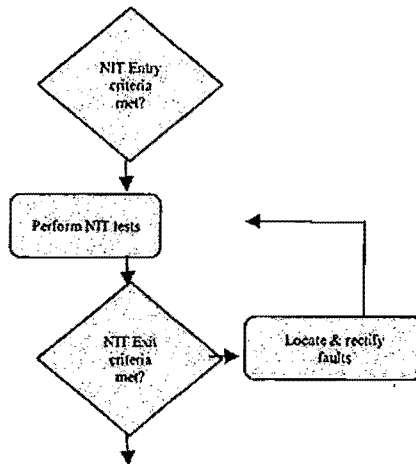 NIT Entry
criteria
met?
Perform NIT tests
NIT Exit
criteria
met?
Locate & rectify
faults